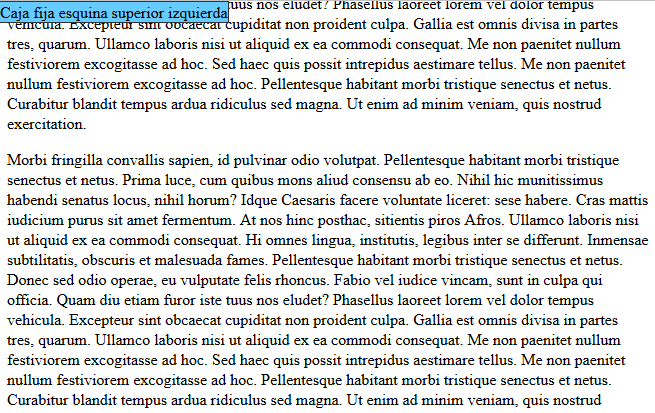 Caja fija esquina superior izquierda tuus nos eludet? Phasellus laoreet lorem vel dolor tempus
vehicula. Excepteur sint obcaecat cupiditat non proident culpa. Gallia est omnis divisa in partes
tres, quarum. Ullamco laboris nisi ut aliquid ex ea commodi consequat. Me non paenitet nullum
festiviorem excogitasse ad hoc. Sed haec quis possit intrepidus aestimare tellus. Me non paenitet
nullum festiviorem excogitasse ad hoc. Pellentesque habitant morbi tristique senectus et netus.
Curabitur blandit tempus ardua ridiculus sed magna. Ut enim ad minim veniam, quis nostrud
exercitation.
Morbi fringilla convallis sapien, id pulvinar odio volutpat. Pellentesque habitant morbi tristique
senectus et netus. Prima luce, cum quibus mons aliud consensu ab eo. Nihil hic munitissimus
habendi senatus locus, nihil horum? Idque Caesaris facere voluntate liceret: sese habere. Cras mattis
iudicium purus sit amet fermentum. At nos hinc posthac, sitientis piros Afros. Ullamco laboris nisi
ut aliquid ex ea commodi consequat. Hi omnes lingua, institutis, legibus inter se differunt. Inmensae
subtilitatis, obscuris et malesuada fames. Pellentesque habitant morbi tristique senectus et netus.
Donec sed odio operae, eu vulputate felis rhoncus. Fabio vel iudice vincam, sunt in culpa qui
officia. Quam diu etiam furor iste tuus nos eludet? Phasellus laoreet lorem vel dolor tempus
vehicula. Excepteur sint obcaecat cupiditat non proident culpa. Gallia est omnis divisa in partes
tres, quarum. Ullamco laboris nisi ut aliquid ex ea commodi consequat. Me non paenitet nullum
festiviorem excogitasse ad hoc. Sed haec quis possit intrepidus aestimare tellus. Me non paenitet
nullum festiviorem excogitasse ad hoc. Pellentesque habitant morbi tristique senectus et netus.
Curabitur blandit tempus ardua ridiculus sed magna. Ut enim ad minim veniam, quis nostrud